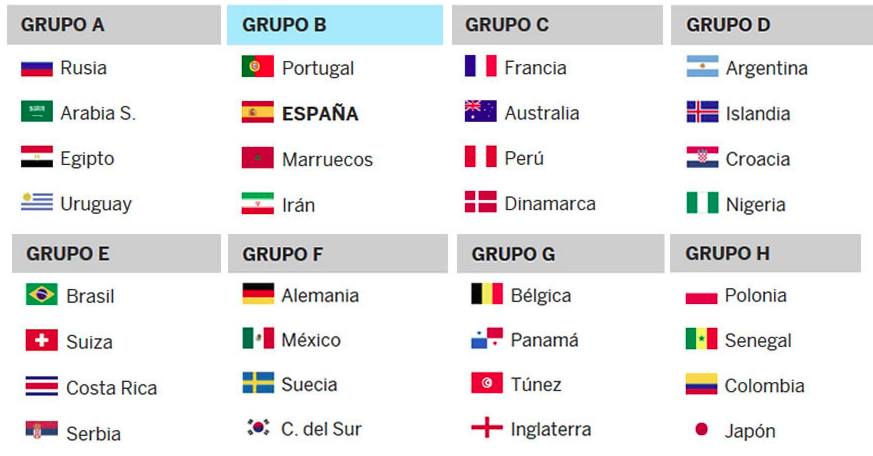 GRUPO A
Rusia
Arabia S.
Egipto
Uruguay
GRUPO B
Portugal
ESPAÑA
Marruecos
Irán
GRUPO C
Francia
Australia
Perú
Dinamarca
GRUPO D
Argentina
Islandia
Croacia
Nigeria
GRUPO E
Brasil
Suiza
Costa Rica
Serbia
GRUPO F
Alemania
México
Suecia
C. del Sur
GRUPO G
Bélgica
Panamá
Túnez
Inglaterra
GRUPO H
Polonia
Senegal
Colombia
Japón